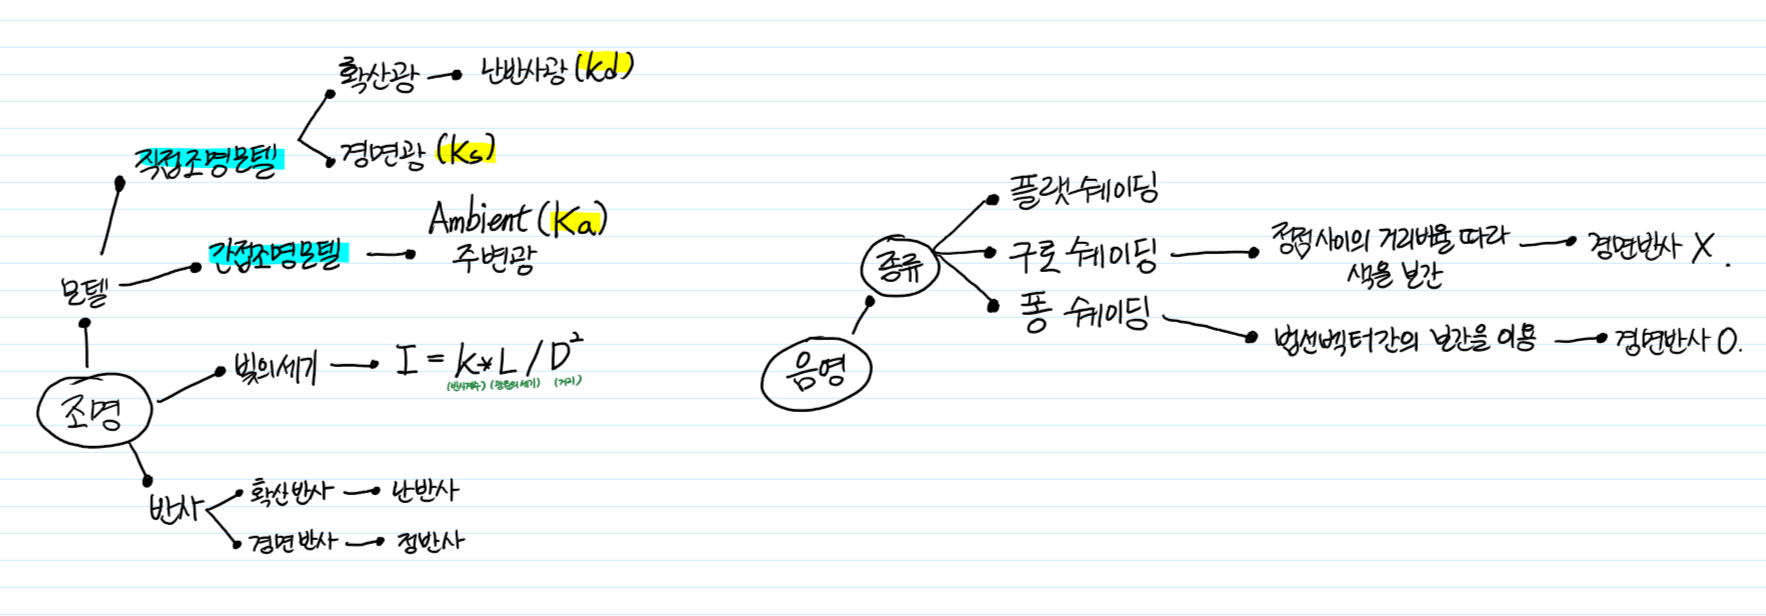 확산광 난반사광 (Kd)
직접조명모델
경면광 (Ks)
Ambient (Ka)
간접조명모델
주변광
모델
빛의세기 I = K*L/D²
(반사계수) (광원의 세기) (거리)
조명
반사
확산반사 난반사
경면반사 정반사
플랫쉐이딩
종류
구로 쉐이딩
정점사이의 거리비율 따라
색을 보간
경면반사 X.
퐁 쉐이딩
법선벡터간의 보간을 이용 경면반사 O.
음영